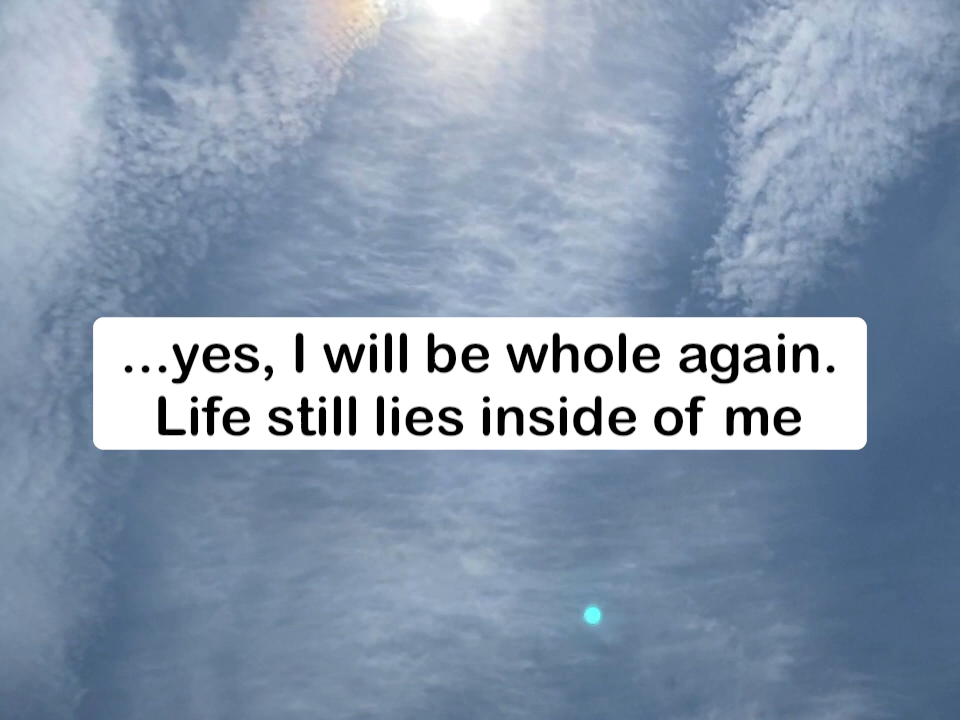 ...yes, I will be whole again.
Life still lies inside of me